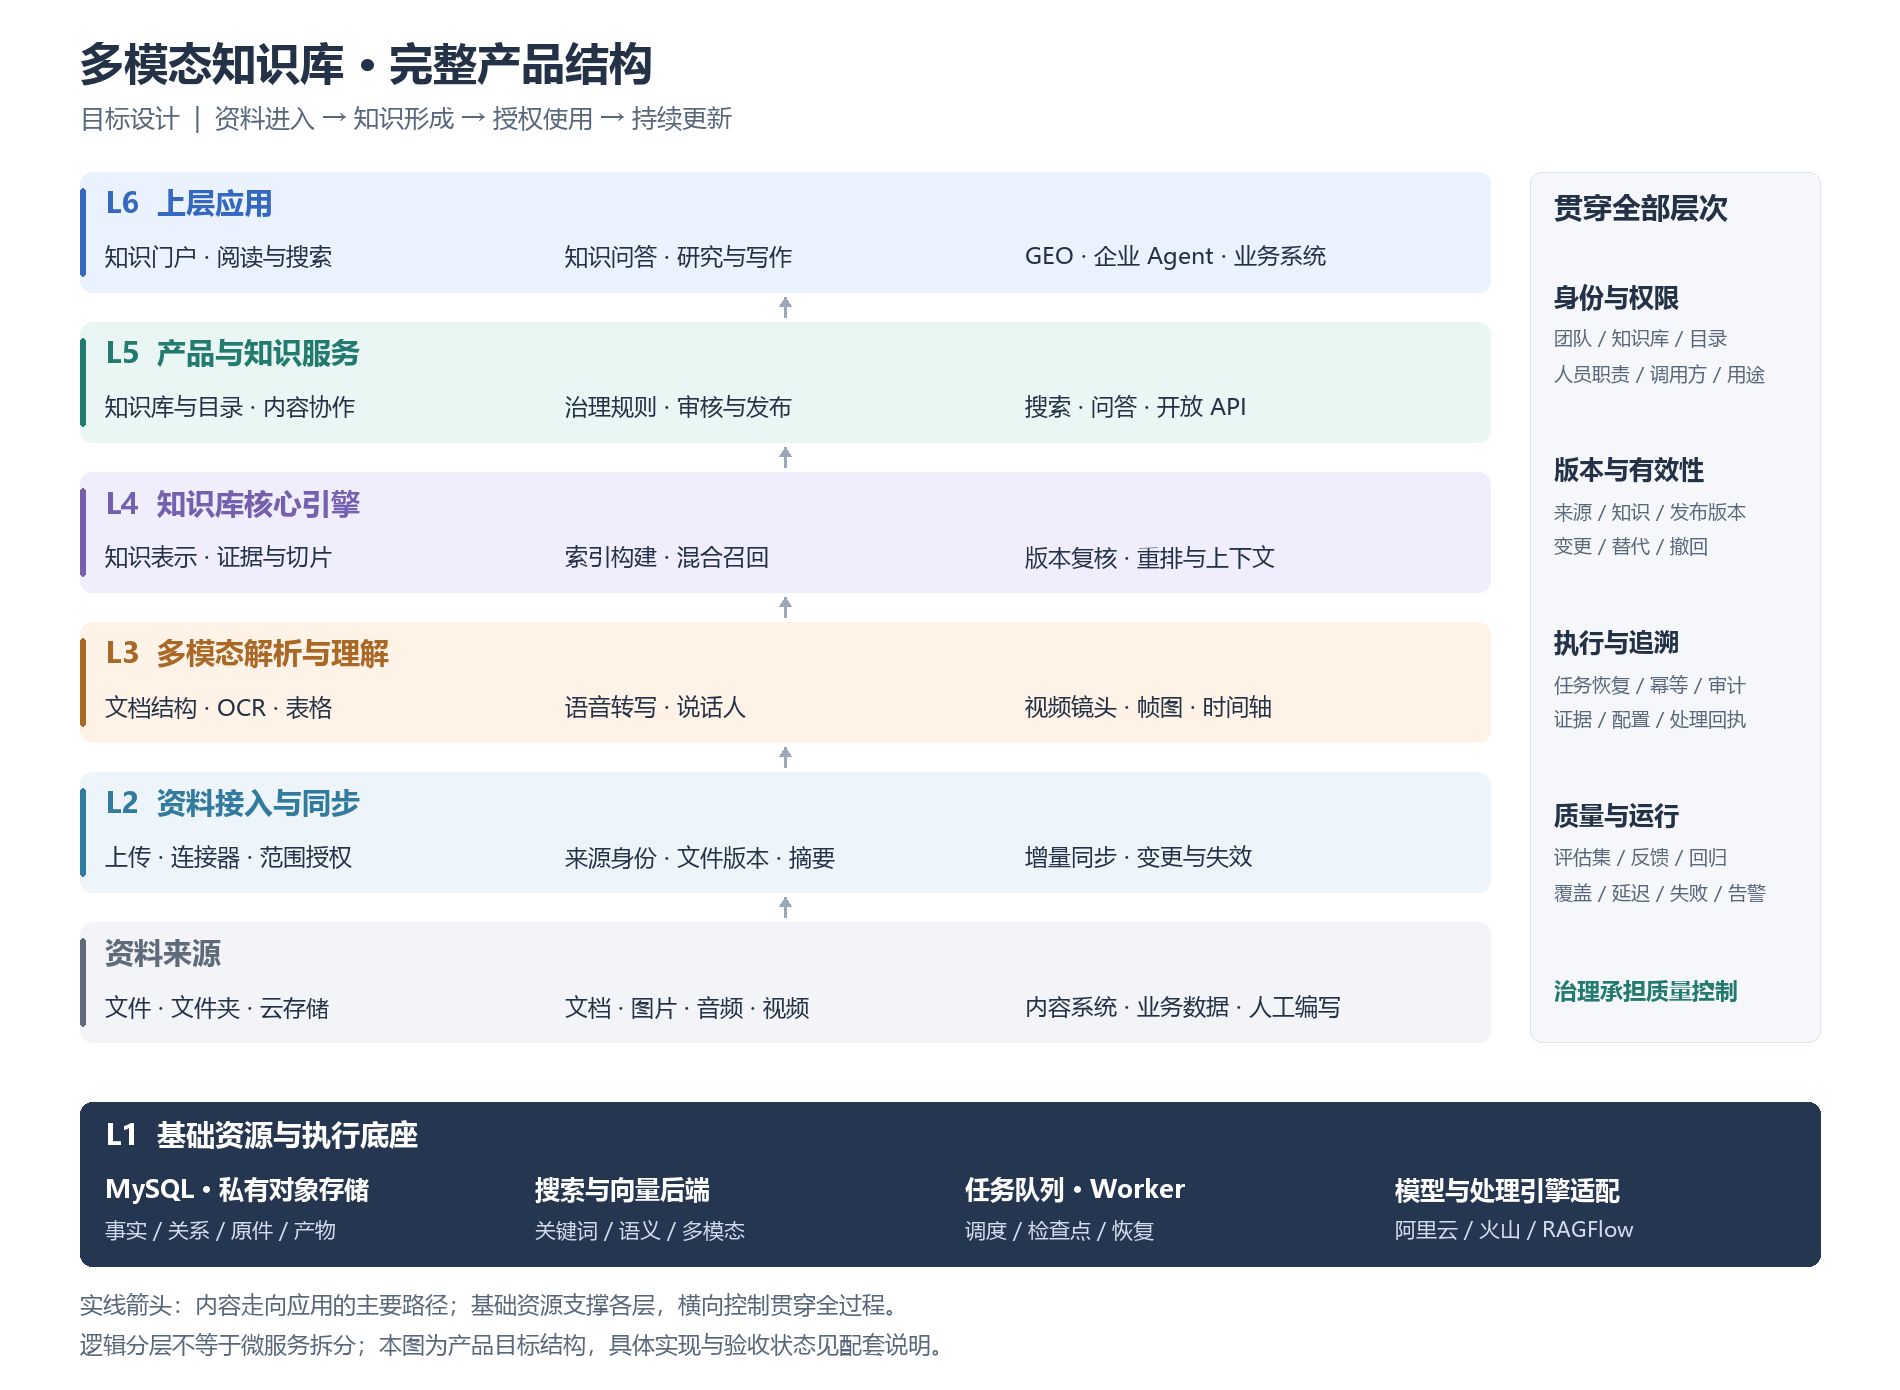 多模态知识库 • 完整产品结构
目标设计 | 资料进入 → 知识形成 → 授权使用 → 持续更新
L6 上层应用
知识门户 · 阅读与搜索
知识问答 · 研究与写作
GEO · 企业 Agent · 业务系统
L5 产品与知识服务
知识库与目录 · 内容协作
治理规则 · 审核与发布
搜索 · 问答 · 开放 API
L4 知识库核心引擎
知识表示 · 证据与切片
索引构建 · 混合召回
版本复核 · 重排与上下文
L3 多模态解析与理解
文档结构 · OCR · 表格
语音转写 · 说话人
视频镜头 · 帧图 · 时间轴
L2 资料接入与同步
上传 · 连接器 · 范围授权
来源身份 · 文件版本 · 摘要
增量同步 · 变更与失效
资料来源
文件 · 文件夹 · 云存储
文档 · 图片 · 音频 · 视频
内容系统 · 业务数据 · 人工编写
贯穿全部层次
身份与权限
团队 / 知识库 / 目录
人员职责 / 调用方 / 用途
版本与有效性
来源 / 知识 / 发布版本
变更 / 替代 / 撤回
执行与追溯
任务恢复 / 幂等 / 审计
证据 / 配置 / 处理回执
质量与运行
评估集 / 反馈 / 回归
覆盖 / 延迟 / 失败 / 告警
治理承担质量控制
L1 基础资源与执行底座
MySQL • 私有对象存储
事实 / 关系 / 原件 / 产物
搜索与向量后端
关键词 / 语义 / 多模态
任务队列 • Worker
调度 / 检查点 / 恢复
模型与处理引擎适配
阿里云 / 火山 / RAGFlow
实线箭头：内容走向应用的主要路径；基础资源支撑各层，横向控制贯穿全过程。
逻辑分层不等于微服务拆分；本图为产品目标结构，具体实现与验收状态见配套说明。